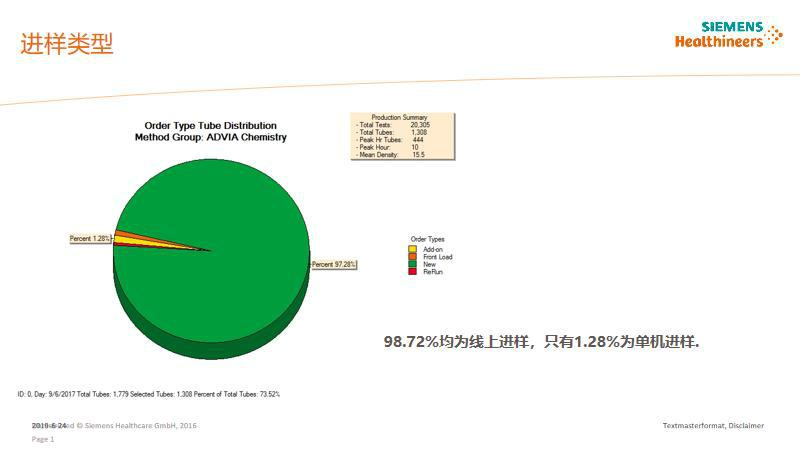 进样类型
SIEMENS
Healthineers
Order Type Tube Distribution
Method Group: ADVIA Chemistry
Production Summary
- Total Tests: 20,305
- Total Tubes: 1,308
- Peak Hr Tubes: 444
- Peak Hour: 10
- Mean Density: 15.5
Percent 1.28%
Percent 97.28%
Order Types
Add-on
Front Load
New
ReRun
98.72%均为线上进样，只有1.28%为单机进样.
ID: 0, Day: 9/6/2017 Total Tubes: 1,779 Selected Tubes: 1,308 Percent of Total Tubes: 73.52%
2019-6-24 © Siemens Healthcare GmbH, 2016
Textmasterformat, Disclaimer
Page 1